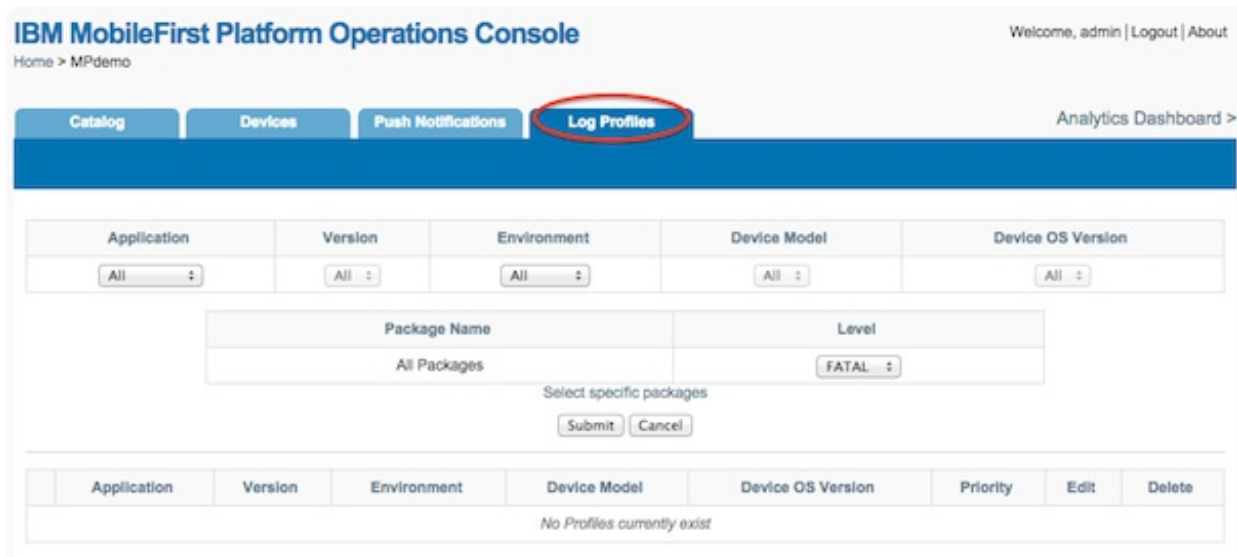 IBM MobileFirst Platform Operations Console
Welcome, admin | Logout | About
Home > MPdemo
Catalog Devices Push Notifications Log Profiles Analytics Dashboard >
Application Version Environment Device Model Device OS Version
All All All All All
Package Name Level
All Packages FATAL
Select specific packages
Submit Cancel
Application Version Environment Device Model Device OS Version Priority Edit Delete
No Profiles currently exist